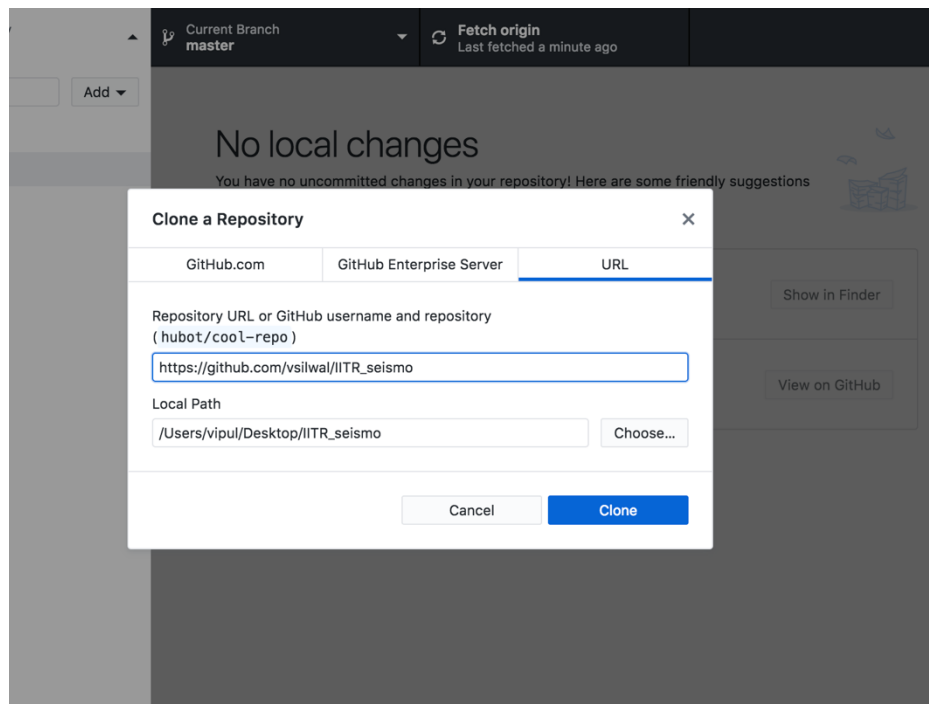 Current Branch
master
Fetch origin
Last fetched a minute ago
Add
No local changes
You have no uncommitted changes in your repository! Here are some friendly suggestions
Clone a Repository
GitHub.com
GitHub Enterprise Server
URL
Repository URL or GitHub username and repository
(hubot/cool-repo)
https://github.com/vsilwal/IITR_seismo
Local Path
/Users/vipul/Desktop/IITR_seismo
Choose...
Cancel
Clone
Show in Finder
View on GitHub